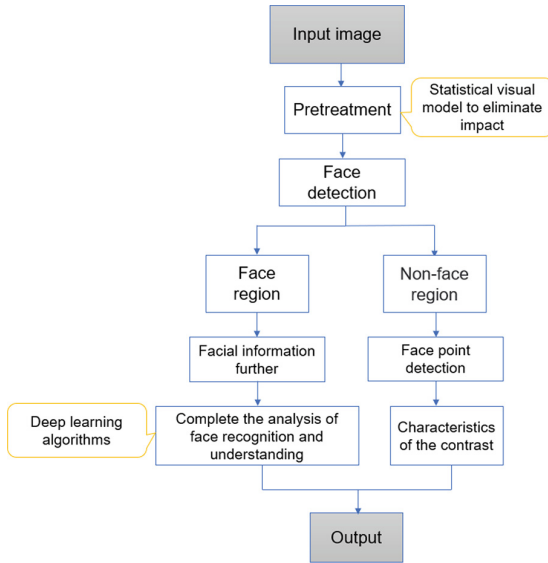 Input image
Pretreatment
Statistical visual
model to eliminate
impact
Face
detection
Face
region
Non-face
region
Facial information
further
Face point
detection
Deep learning
algorithms
Complete the analysis of
face recognition and
understanding
Characteristics
of the contrast
Output